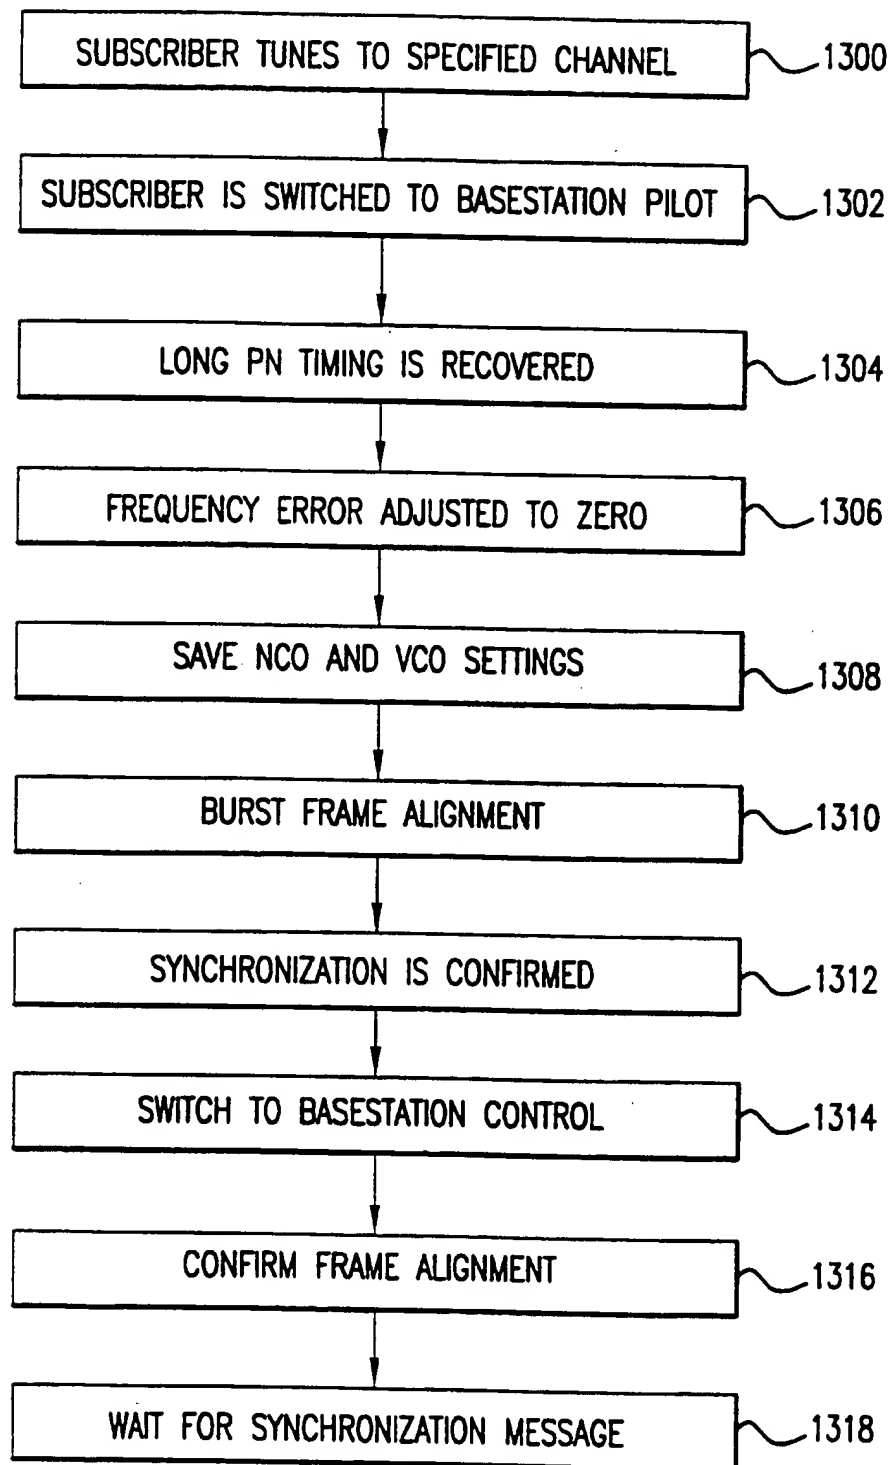 SUBSCRIBER TUNES TO SPECIFIED CHANNEL 1300
SUBSCRIBER IS SWITCHED TO BASESTATION PILOT 1302
LONG PN TIMING IS RECOVERED 1304
FREQUENCY ERROR ADJUSTED TO ZERO 1306
SAVE NCO AND VCO SETTINGS 1308
BURST FRAME ALIGNMENT 1310
SYNCHRONIZATION IS CONFIRMED 1312
SWITCH TO BASESTATION CONTROL 1314
CONFIRM FRAME ALIGNMENT 1316
WAIT FOR SYNCHRONIZATION MESSAGE 1318